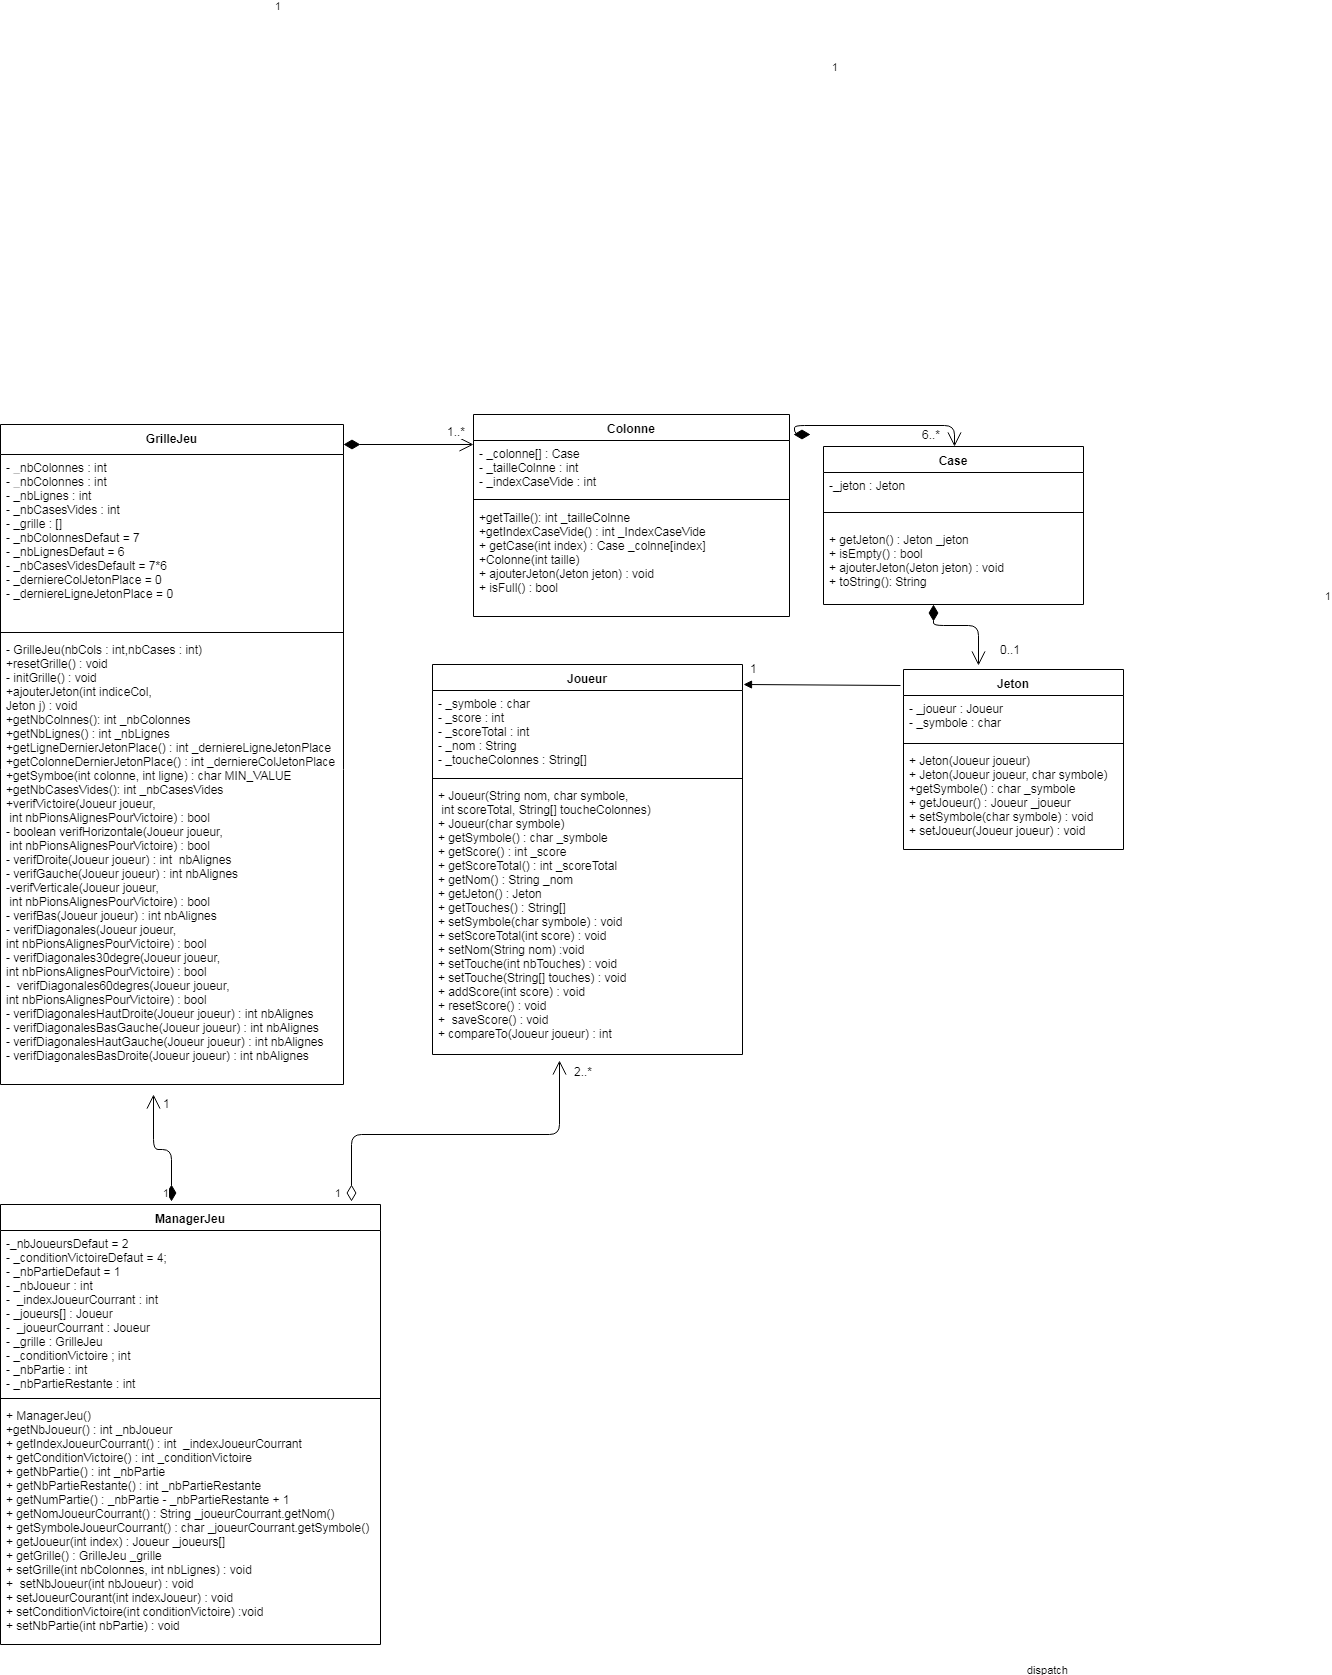 1
1
GrilleJeu
- _nbColonnes : int
- _nbColonnes : int
- _nbLignes : int
- _nbCasesVides : int
- _grille : []
- _nbColonnesDefaut = 7
- _nbLignesDefaut = 6
- _nbCasesVidesDefault = 7*6
- _derniereColJetonPlace = 0
- _derniereLigneJetonPlace = 0
- GrilleJeu(nbCols : int,nbCases : int)
+resetGrille() : void
- initGrille() : void
+ajouterJeton(int indiceCol,
Jeton j) : void
+getNbColnnes(): int _nbColonnes
+getNbLignes() : int _nbLignes
+getLigneDernierJetonPlace() : int _derniereLigneJetonPlace
+getColonneDernierJetonPlace() : int _derniereColJetonPlace
+getSymboe(int colonne, int ligne) : char MIN_VALUE
+getNbCasesVides() : int _nbCasesVides
+verifVictoire(Joueur joueur,
int nbPionsAlignesPourVictoire) : bool
- boolean verifHorizontale(Joueur joueur,
int nbPionsAlignesPourVictoire) : bool
- verifDroite(Joueur joueur) : int nbAlignes
- verifGauche(Joueur joueur) : int nbAlignes
-verifVerticale(Joueur joueur,
int nbPionsAlignesPourVictoire) : bool
- verifBas(Joueur joueur) : int nbAlignes
- verifDiagonales(Joueur joueur,
int nbPionsAlignesPourVictoire) : bool
- verifDiagonales30degre(Joueur joueur,
int nbPionsAlignesPourVictoire) : bool
- verifDiagonales60degres(Joueur joueur,
int nbPionsAlignesPourVictoire) : bool
- verifDiagonalesHautDroite(Joueur joueur) : int nbAlignes
- verifDiagonalesBasGauche(Joueur joueur) : int nbAlignes
- verifDiagonalesHautGauche(Joueur joueur) : int nbAlignes
- verifDiagonalesBasDroite(Joueur joueur) : int nbAlignes
1..*
Colonne
- _colonne[] : Case
- _tailleColnne : int
- _indexCaseVide : int
+getTaille(): int _tailleColnne
+getIndexCaseVide() : int _IndexCaseVide
+ getCase(int index) : Case _colnne[index]
+Colonne(int taille)
+ ajouterJeton(Jeton jeton) : void
+ isFull() : bool
6..*
Case
-_jeton : Jeton
+ getJeton() : Jeton _jeton
+ isEmpty() : bool
+ ajouterJeton(Jeton jeton) : void
+ toString(): String
1
0..1
1
Joueur
- _symbole : char
- _score : int
- _scoreTotal : int
- _nom : String
- _toucheColonnes : String[]
+ Joueur(String nom, char symbole,
int scoreTotal, String[] toucheColonnes)
+ Joueur(char symbole)
+ getSymbole() : char _symbole
+ getScore() : int _score
+ getScoreTotal() : int _scoreTotal
+ getNom() : String _nom
+ getJeton() : Jeton
+ getTouches() : String[]
+ setSymbole(char symbole) : void
+ setScoreTotal(int score) : void
+ setNom(String nom) :void
+ setTouche(int nbTouches) : void
+ setTouche(String[] touches) : void
+ addScore(int score) : void
+ resetScore() : void
+ saveScore() : void
+ compareTo(Joueur joueur) : int
Jeton
- _joueur : Joueur
- _symbole : char
+ Jeton(Joueur joueur)
+ Jeton(Joueur joueur, char symbole)
+getSymbole() : char _symbole
+ getJoueur() : Joueur _joueur
+ setSymbole(char symbole) : void
+ setJoueur(Joueur joueur) : void
2..*
1
1
1
ManagerJeu
-_nbJoueursDefaut = 2
- _conditionVictoireDefaut = 4;
- _nbPartieDefaut = 1
- _nbJoueur : int
- _indexJoueurCourrant : int
- _joueurs[] : Joueur
- _joueurCourrant : Joueur
- _grille : GrilleJeu
- _conditionVictoire ; int
- _nbPartie : int
- _nbPartieRestante : int
+ ManagerJeu()
+getNbJoueur() : int _nbJoueur
+ getIndexJoueurCourrant() : int _indexJoueurCourrant
+ getConditionVictoire() : int _conditionVictoire
+ getNbPartie() : int _nbPartie
+ getNbPartieRestante() : int _nbPartieRestante
+ getNumPartie() : _nbPartie - _nbPartieRestante + 1
+ getNomJoueurCourrant() : String _joueurCourrant.getNom()
+ getSymboleJoueurCourrant() : char _joueurCourrant.getSymbole()
+ getJoueur(int index) : Joueur _joueurs[]
+ getGrille() : GrilleJeu _grille
+ setGrille(int nbColonnes, int nbLignes) : void
+ setNbJoueur(int nbJoueur) : void
+ setJoueurCourant(int indexJoueur) : void
+ setConditionVictoire(int conditionVictoire) :void
+ setNbPartie(int nbPartie) : void
dispatch